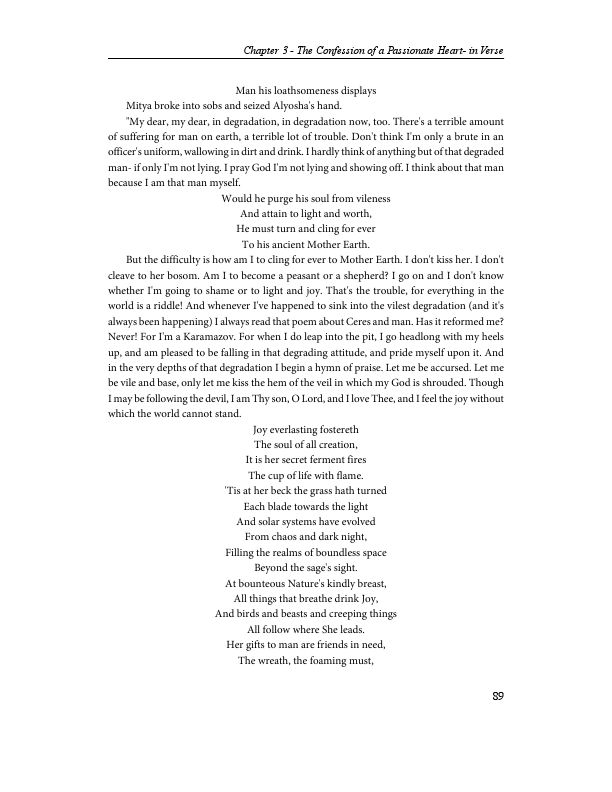 Chapter 3 - The Confession of a Passionate Heart- in Verse
Man his loathsomeness displays
Mitya broke into sobs and seized Alyosha's hand.
"My dear, my dear, in degradation, in degradation now, too. There's a terrible amount
of suffering for man on earth, a terrible lot of trouble. Don't think I'm only a brute in an
officer's uniform, wallowing in dirt and drink. I hardly think of anything but of that degraded
man- if only I'm not lying. I pray God I'm not lying and showing off. I think about that man
because I am that man myself.
Would he purge his soul from vileness
And attain to light and worth,
He must turn and cling for ever
To his ancient Mother Earth.
But the difficulty is how am I to cling for ever to Mother Earth. I don't kiss her. I don't
cleave to her bosom. Am I to become a peasant or a shepherd? I go on and I don't know
whether I'm going to shame or to light and joy. That's the trouble, for everything in the
world is a riddle! And whenever I've happened to sink into the vilest degradation (and it's
always been happening) I always read that poem about Ceres and man. Has it reformed me?
Never! For I'm a Karamazov. For when I do leap into the pit, I go headlong with my heels
up, and am pleased to be falling in that degrading attitude, and pride myself upon it. And
in the very depths of that degradation I begin a hymn of praise. Let me be accursed. Let me
be vile and base, only let me kiss the hem of the veil in which my God is shrouded. Though
I may be following the devil, I am Thy son, O Lord, and I love Thee, and I feel the joy without
which the world cannot stand.
Joy everlasting fostereth
The soul of all creation,
It is her secret ferment fires
The cup of life with flame.
'Tis at her beck the grass hath turned
Each blade towards the light
And solar systems have evolved
From chaos and dark night,
Filling the realms of boundless space
Beyond the sage's sight.
At bounteous Nature's kindly breast,
All things that breathe drink Joy,
And birds and beasts and creeping things
All follow where She leads.
Her gifts to man are friends in need,
The wreath, the foaming must,
89